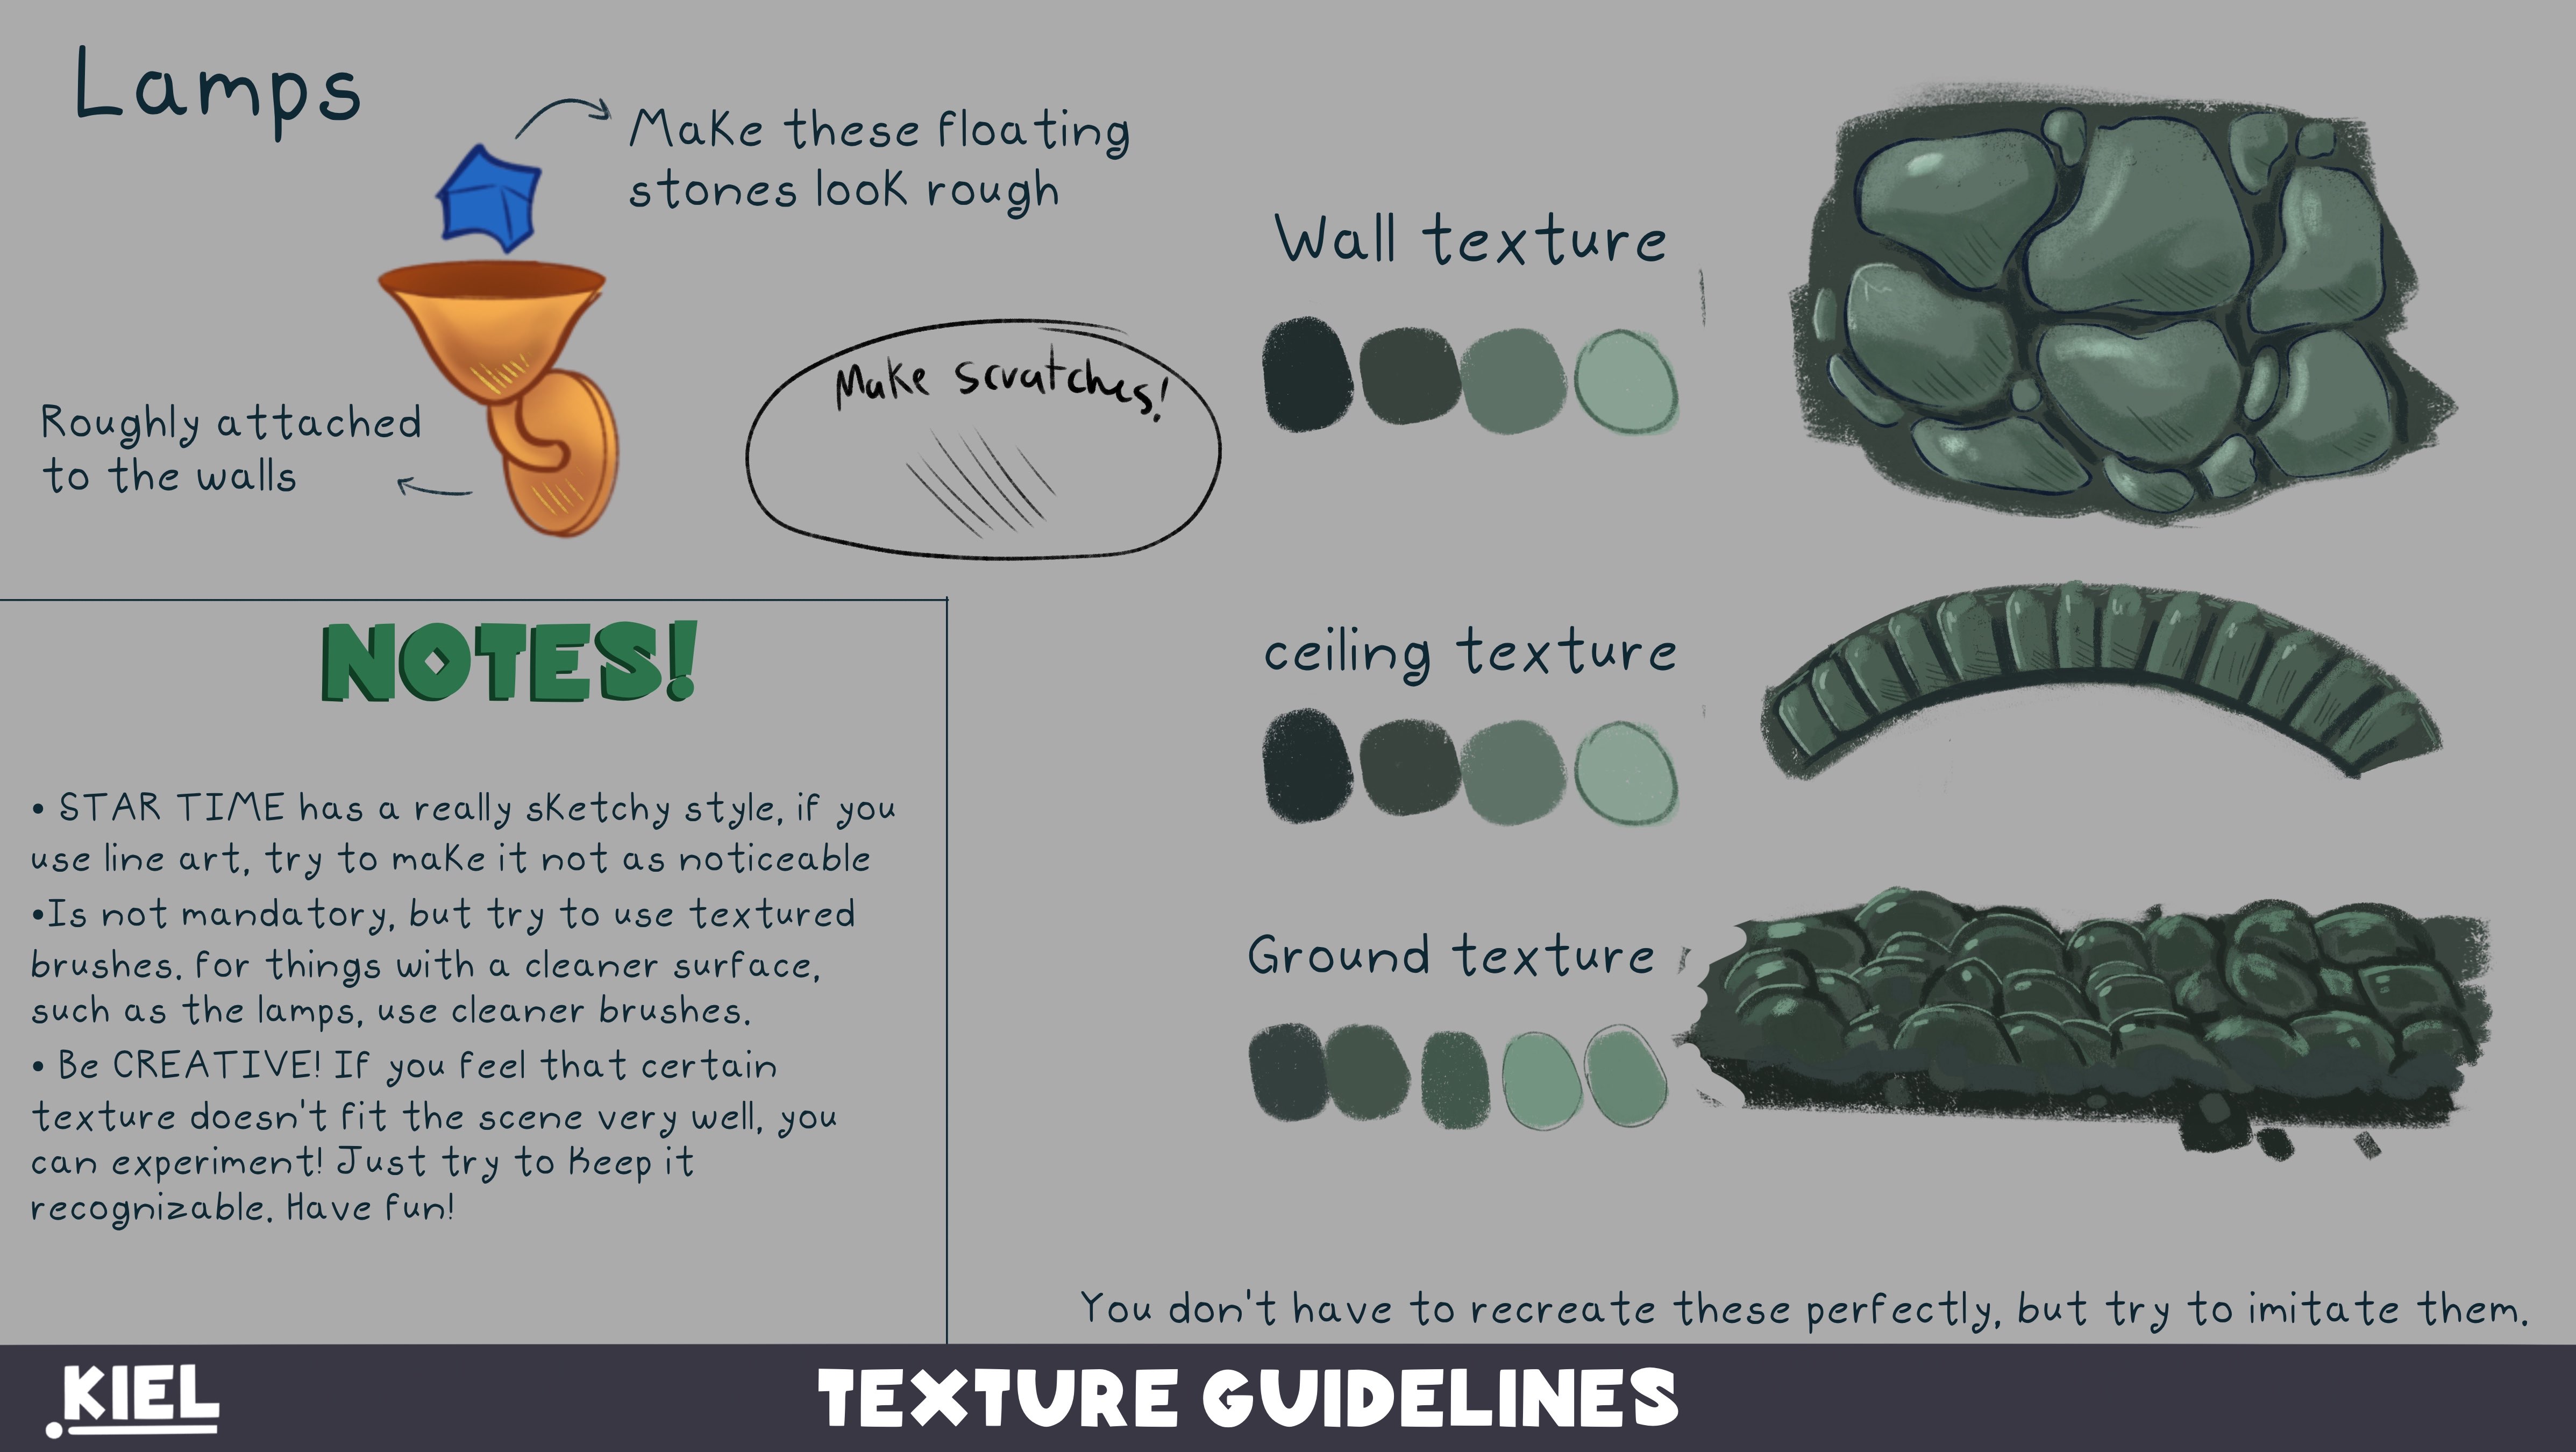 Lamps
Make these floating
stones look rough
Roughly attached
to the walls
Make scratches!
Wall texture
ceiling texture
Ground texture
NOTES!
• STAR TIME has a really sketchy style, if you
use line art, try to make it not as noticeable
•Is not mandatory, but try to use textured
brushes. for things with a cleaner surface,
such as the lamps, use cleaner brushes.
• Be CREATIVE! If you feel that certain
texture doesn't fit the scene very well, you
can experiment! Just try to keep it
recognizable. Have fun!
You don't have to recreate these perfectly, but try to imitate them.
.KIEL
TEXTURE GUIDELINES